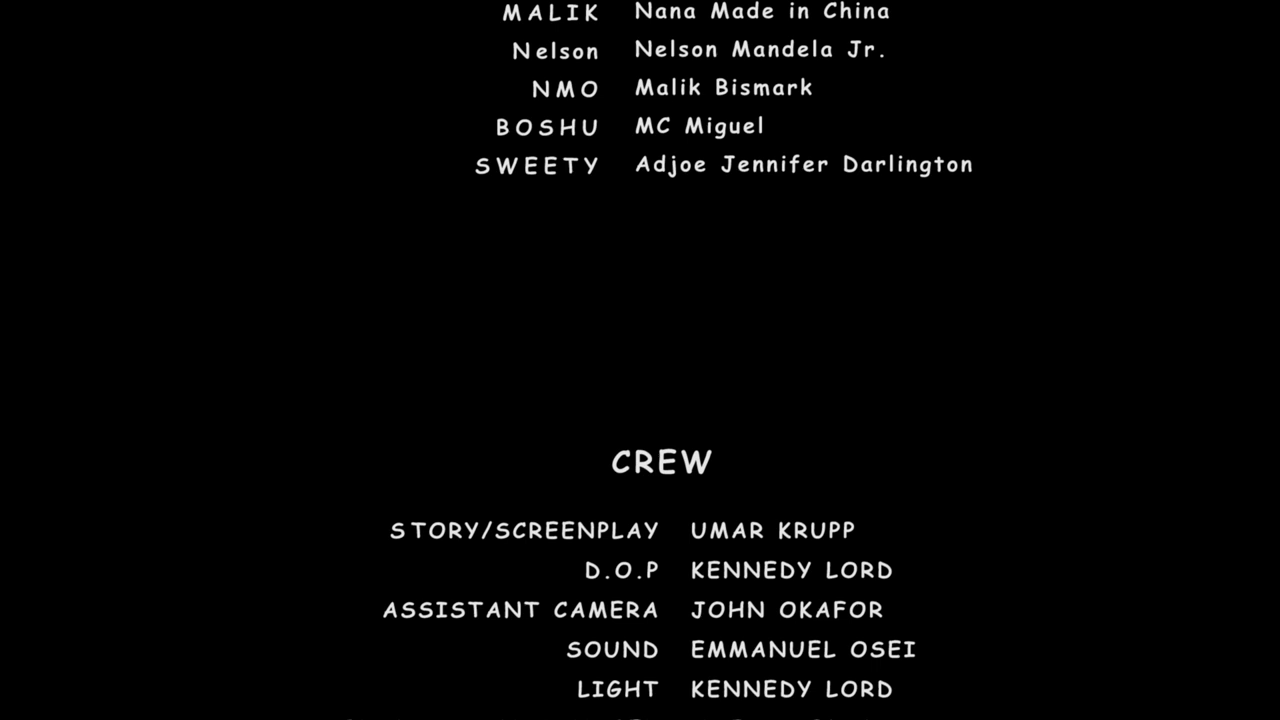 MALIK Nana Made in China
Nelson Nelson Mandela Jr.
NMO Malik Bismark
BOSHU MC Miguel
SWEETY Adjoe Jennifer Darlington
CREW
STORY/SCREENPLAY UMAR KRUPP
D.O.P KENNEDY LORD
ASSISTANT CAMERA JOHN OKAFOR
SOUND EMMANUEL OSEI
LIGHT KENNEDY LORD